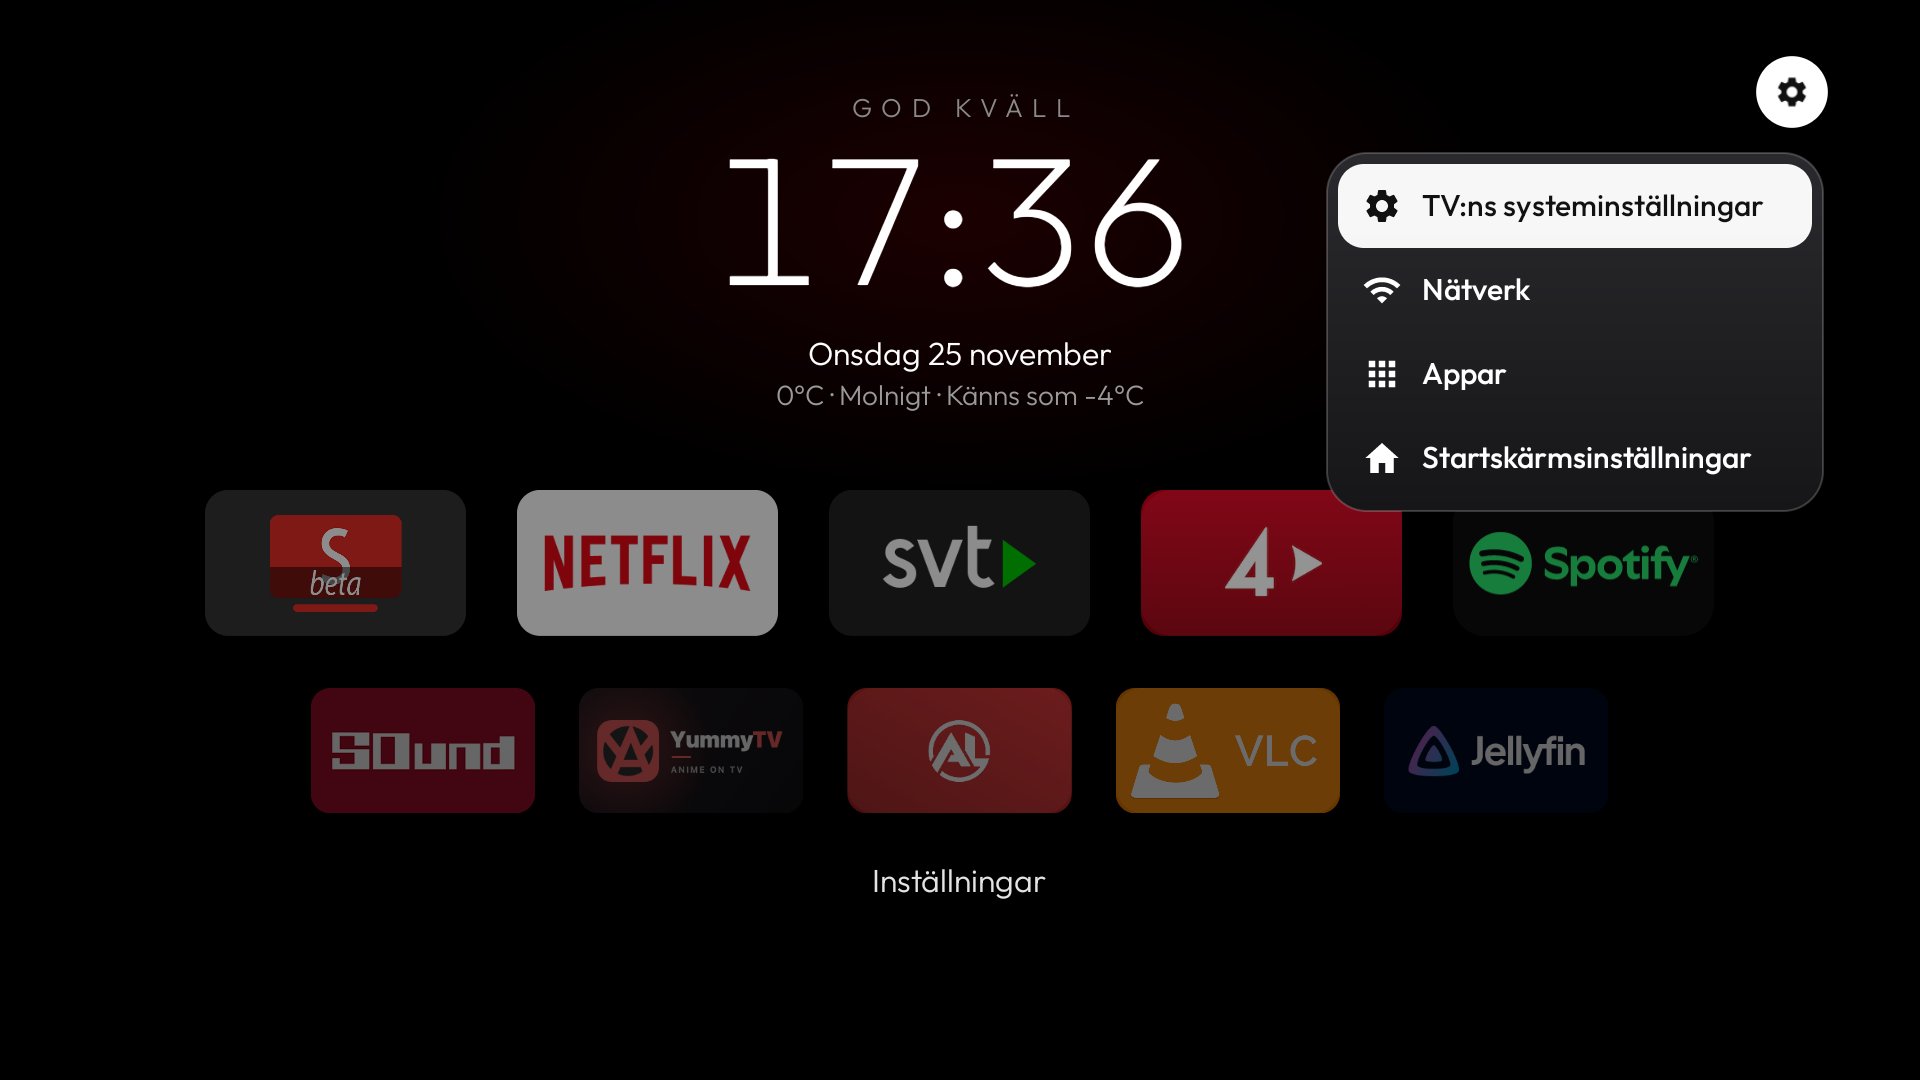 GOD KVÄLL
17:36
Onsdag 25 november
0°C · Molnigt · Känns som -4°C
TV:ns systeminställningar
Nätverk
Appar
Startskärmsinställningar
S
beta
NETFLIX
svt
4
Spotify®
SOund
YummyTV
ANIME ON TV
AL
VLC
Jellyfin
Inställningar